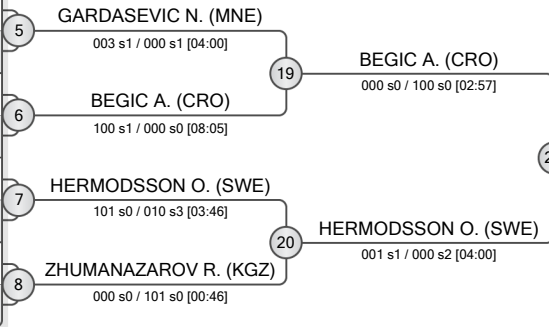 GARDASEVIC N. (MNE)
5
003 s1 / 000 s1 [04:00]
19
BEGIC A. (CRO)
000 s0 / 100 s0 [02:57]
BEGIC A. (CRO)
6
100 s1 / 000 s0 [08:05]
HERMODSSON O. (SWE)
7
101 s0 / 010 s3 [03:46]
20
HERMODSSON O. (SWE)
001 s1 / 000 s2 [04:00]
ZHUMANAZAROV R. (KGZ)
8
000 s0 / 101 s0 [00:46]